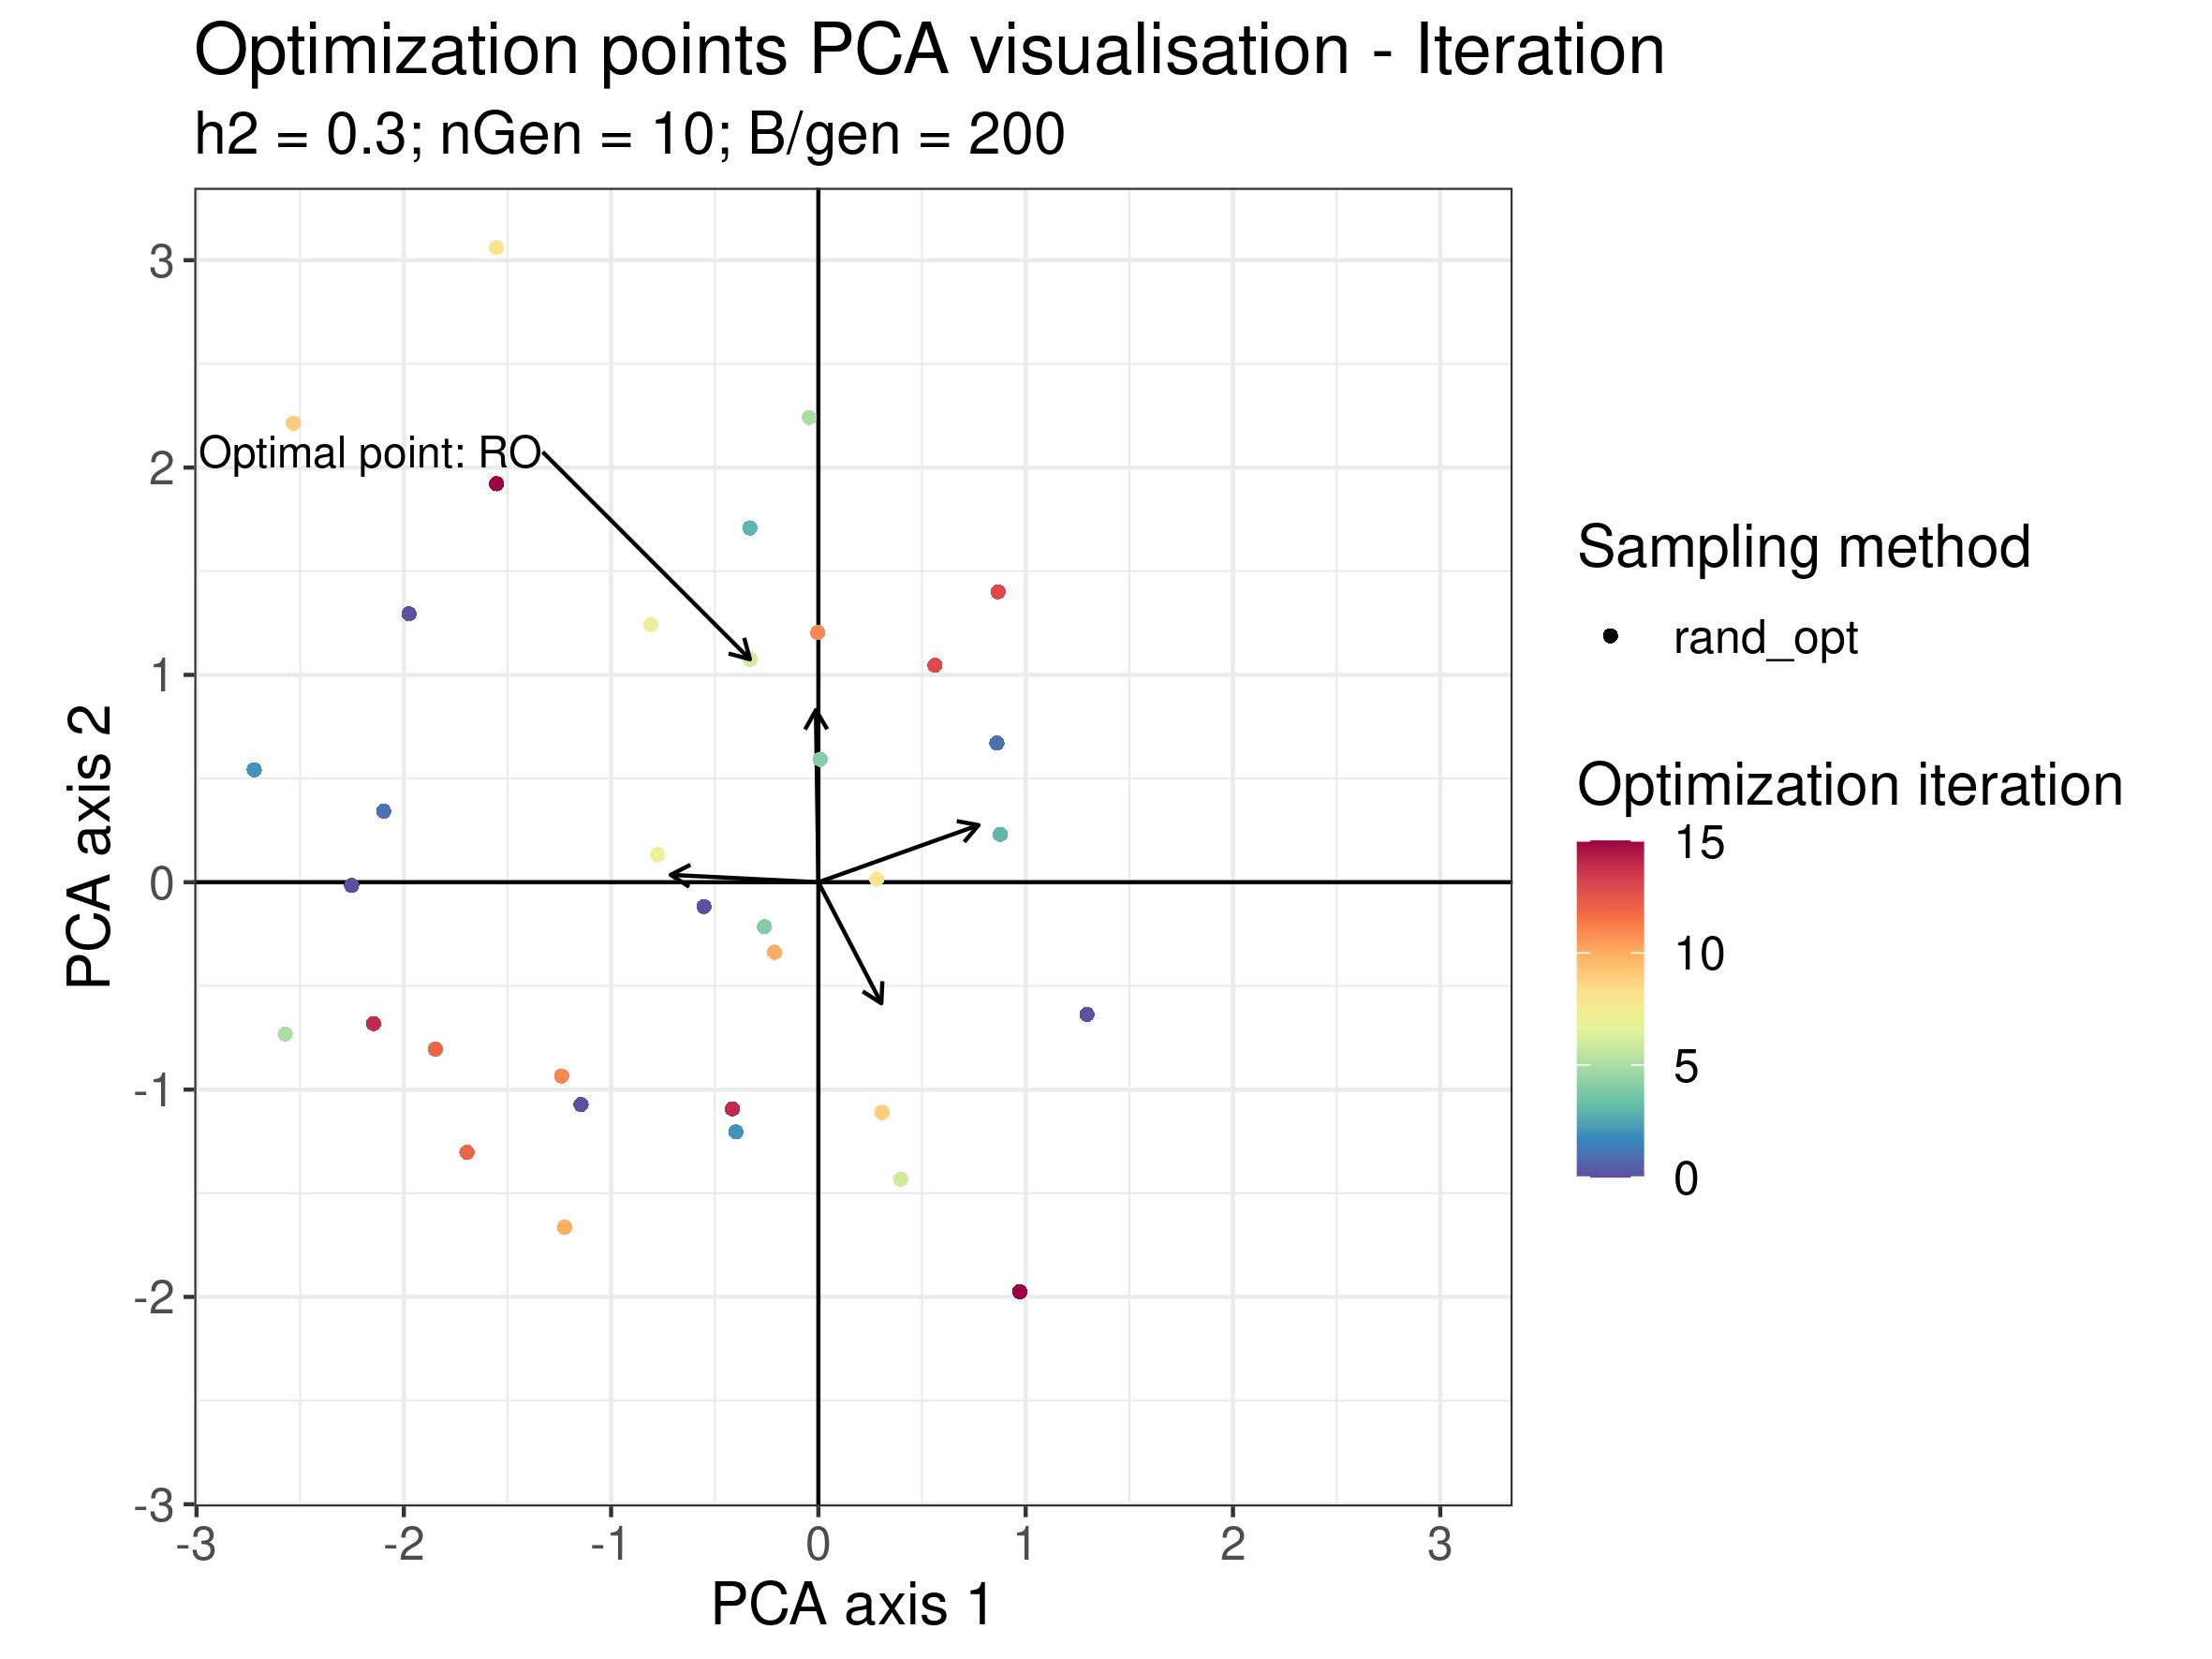 Optimization points PCA visualisation - Iteration
h2 = 0.3; nGen = 10; B/gen = 200
3
2
1
0
-1
-2
-3
PCA axis 2
Optimal point: RO
-3 -2 -1 0 1 2 3
PCA axis 1
Sampling method
rand_opt
Optimization iteration
15
10
5
0